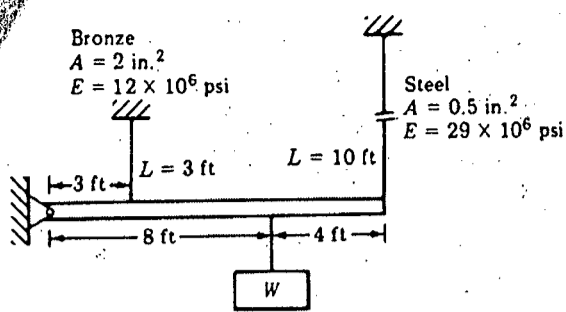 Bronze
A = 2 in.²
E = 12 × 10⁶ psi
Steel
A = 0.5 in.²
E = 29 × 10⁶ psi
L = 3 ft
L = 10 ft
3 ft
8 ft
4 ft
W